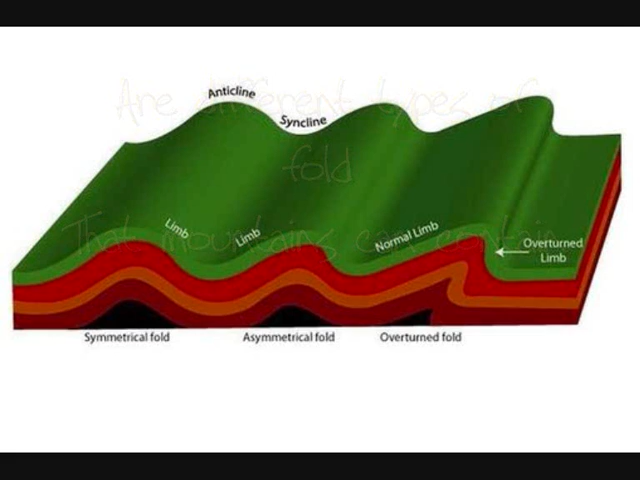 Are different types of
fold
That mountains can contain
Anticline
Syncline
Limb
Limb
Normal Limb
Overturned
Limb
Symmetrical fold
Asymmetrical fold
Overturned fold